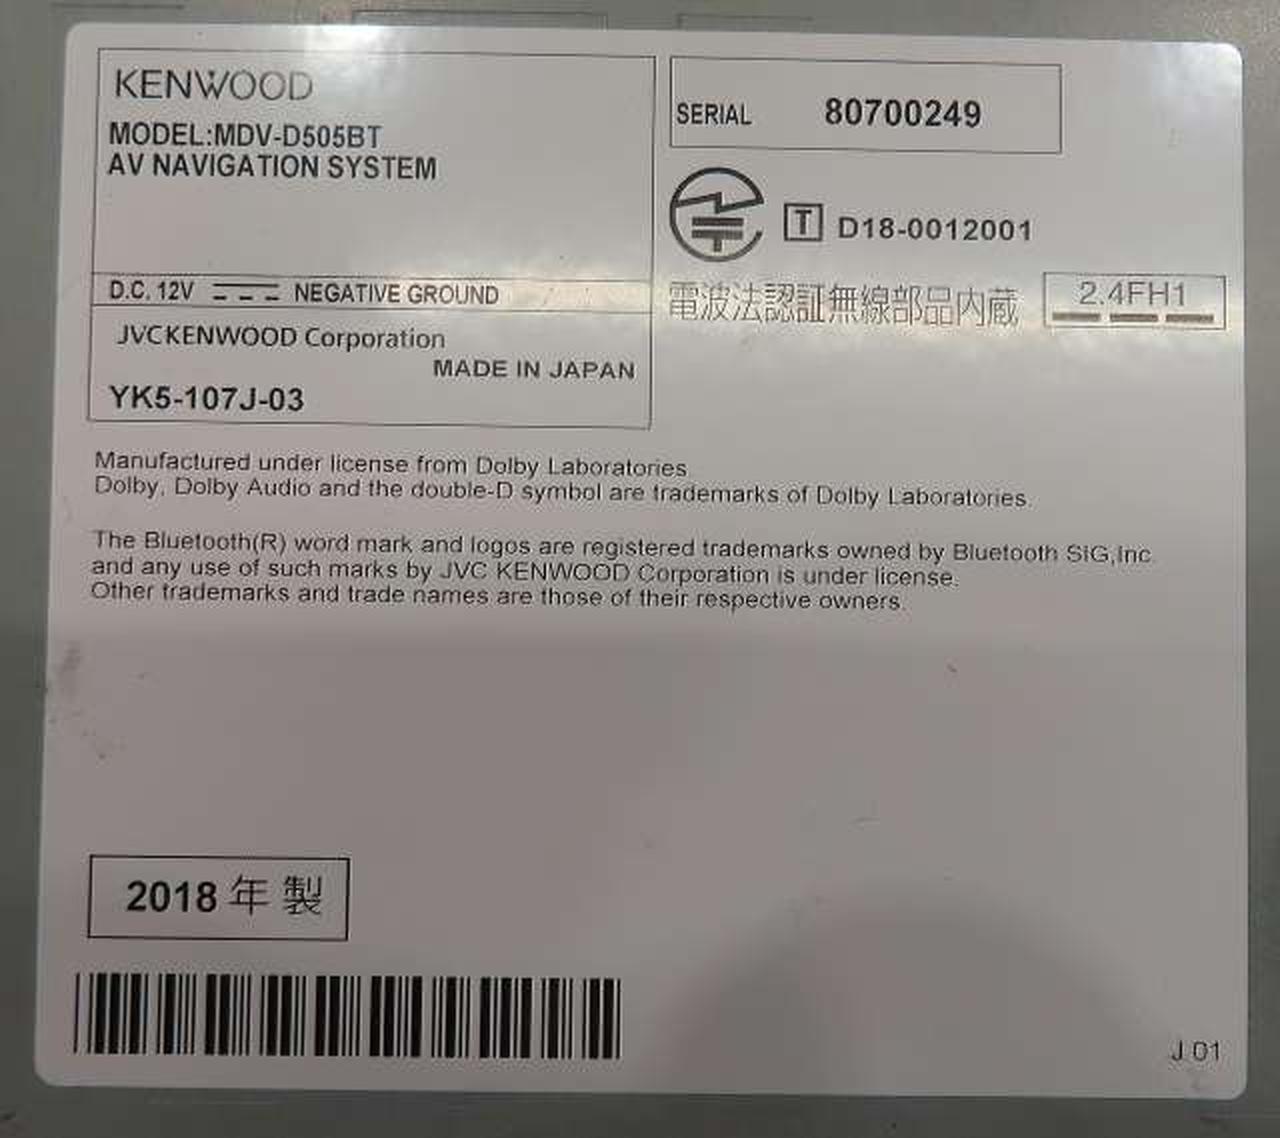 KENWOOD
MODEL:MDV-D505BT
AV NAVIGATION SYSTEM
D.C. 12V NEGATIVE GROUND
JVCKENWOOD Corporation
MADE IN JAPAN
YK5-107J-03
SERIAL 80700249
T D18-0012001
電波法認証無線部品内蔵 2.4FH1
Manufactured under license from Dolby Laboratories
Dolby, Dolby Audio and the double-D symbol are trademarks of Dolby Laboratories.
The Bluetooth(R) word mark and logos are registered trademarks owned by Bluetooth SIG,Inc
and any use of such marks by JVC KENWOOD Corporation is under license.
Other trademarks and trade names are those of their respective owners.
2018 年 製
J 01